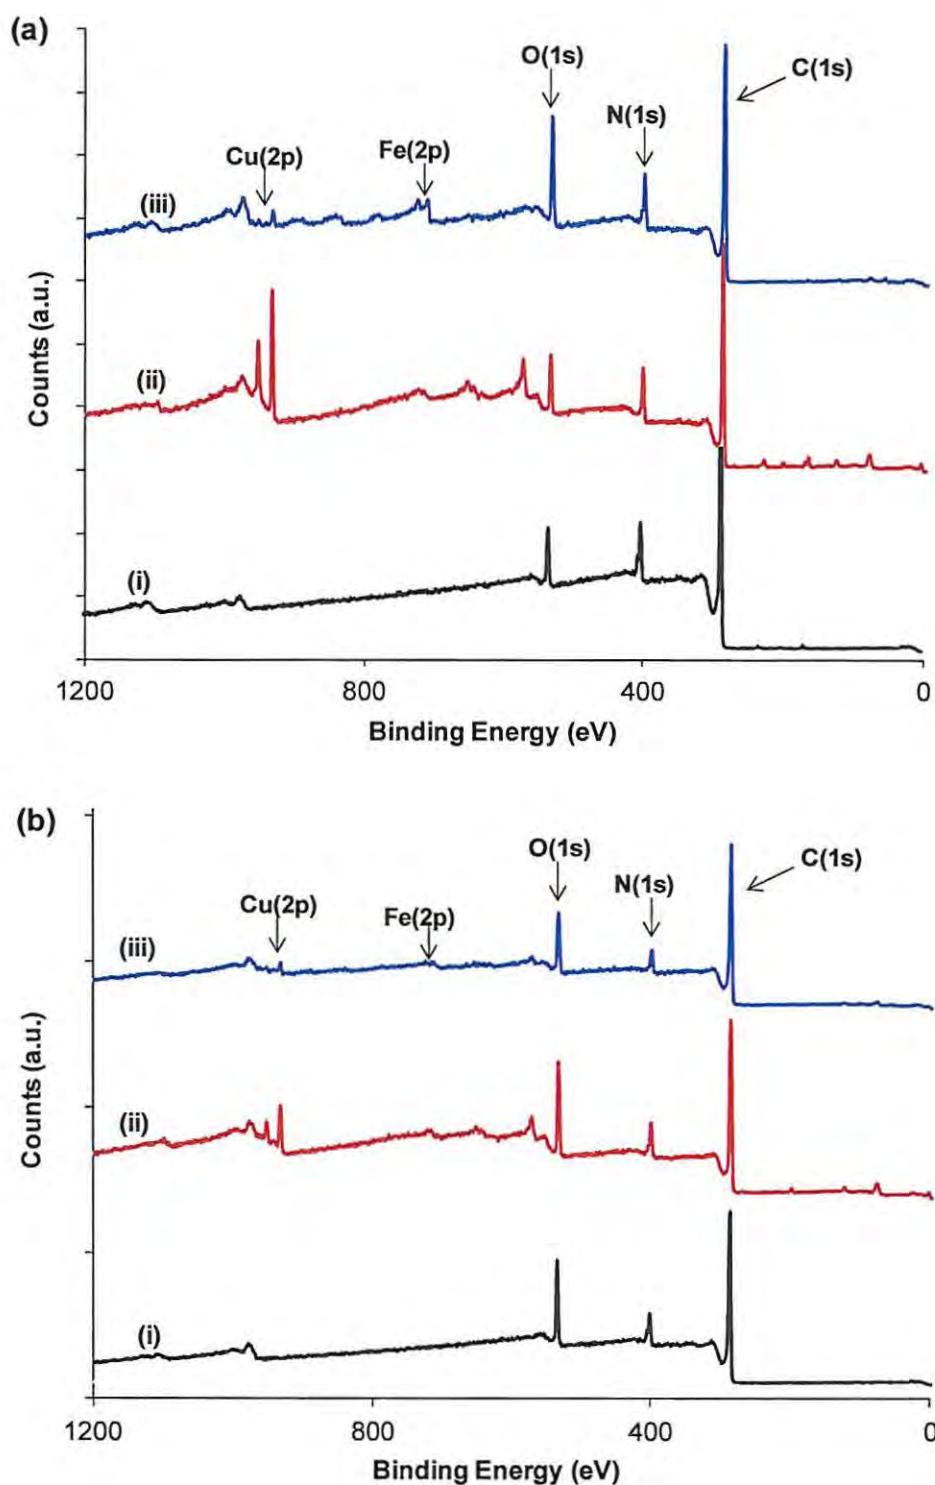 (a)
O(1s)
C(1s)
N(1s)
Cu(2p)
Fe(2p)
(iii)
(ii)
(i)
Counts (a.u.)
1200
800
400
0
Binding Energy (eV)
(b)
O(1s)
C(1s)
N(1s)
Cu(2p)
Fe(2p)
(iii)
(ii)
(i)
Counts (a.u.)
1200
800
400
0
Binding Energy (eV)